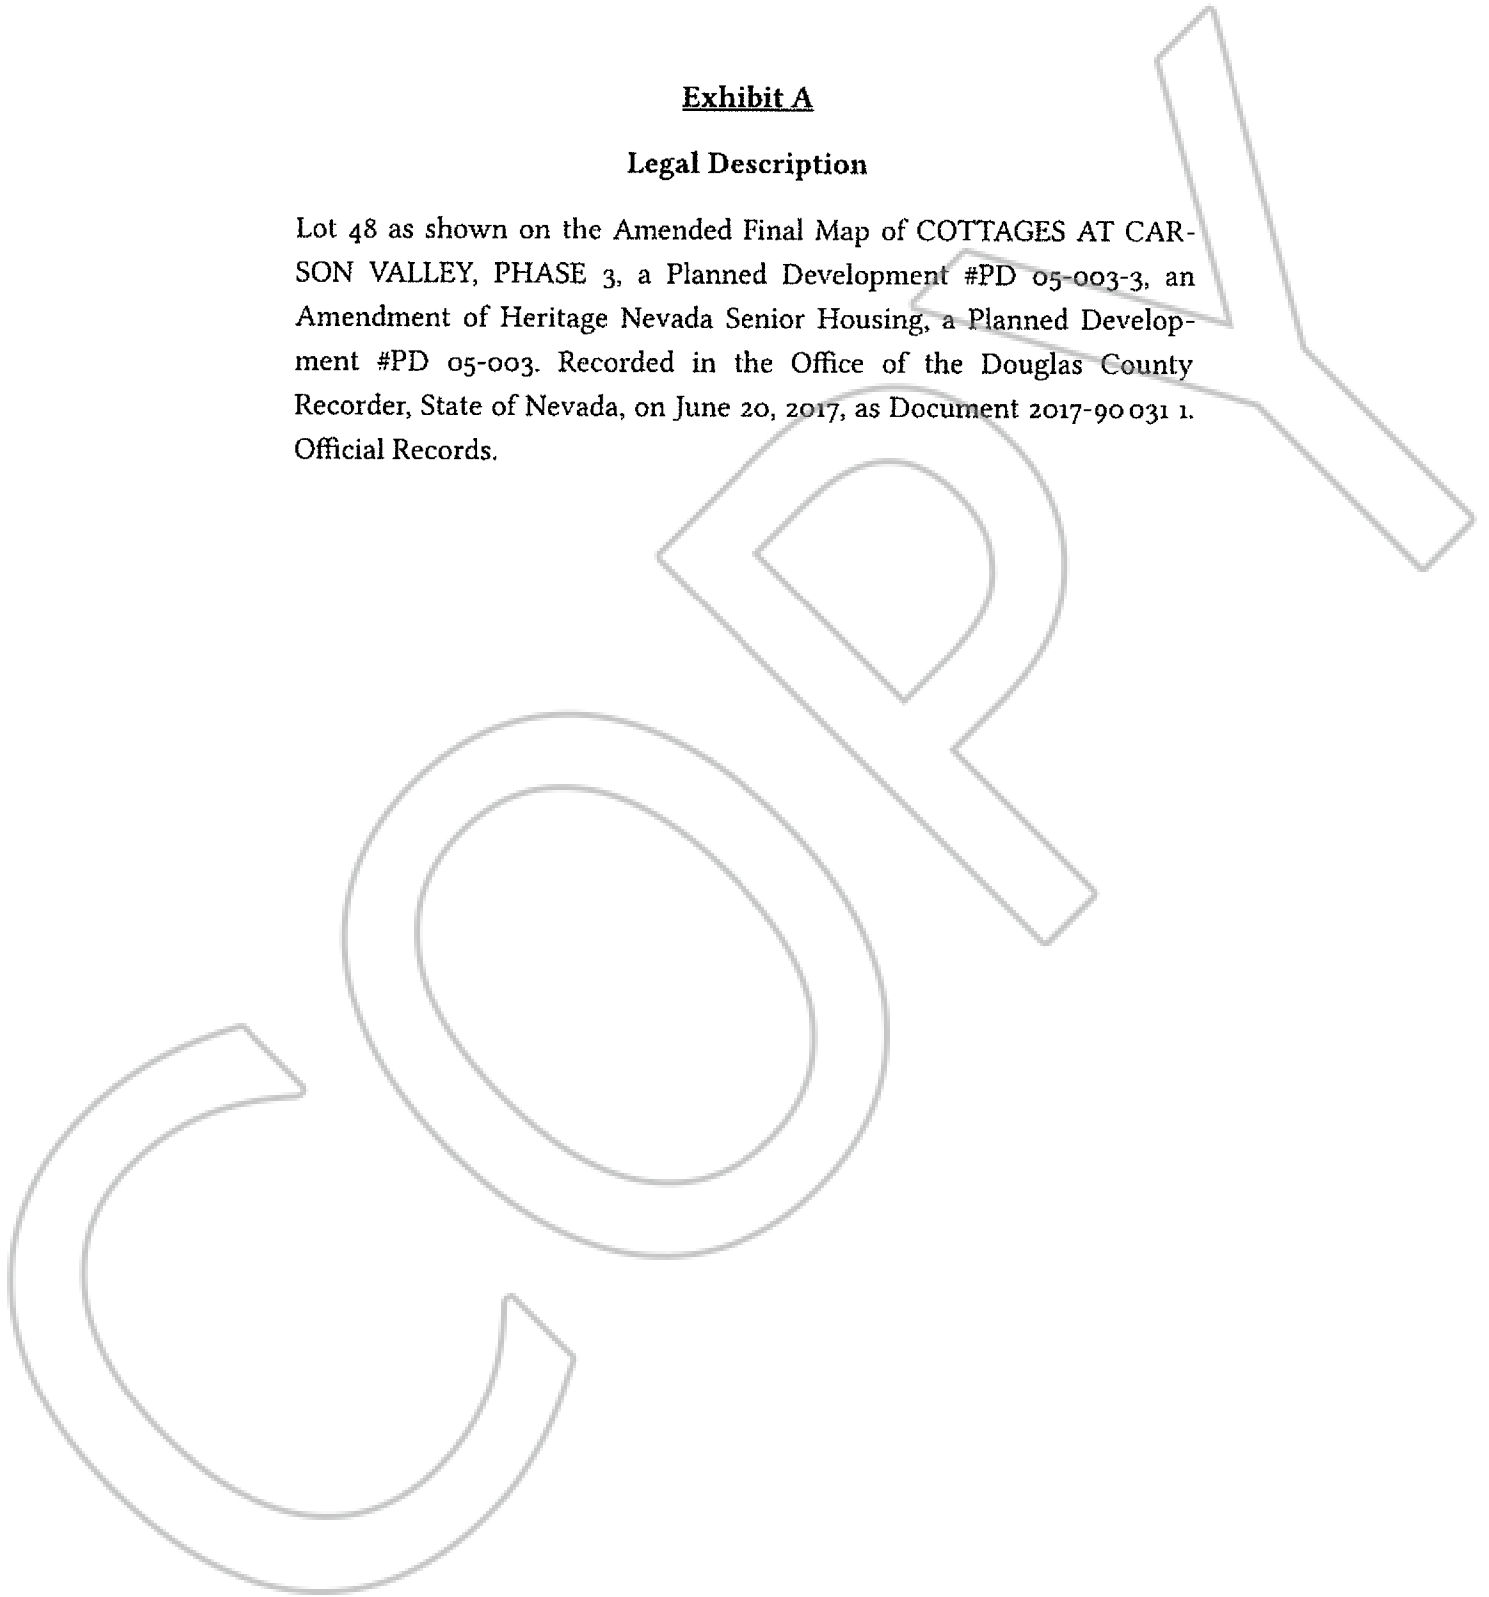 Exhibit A
Legal Description
Lot 48 as shown on the Amended Final Map of COTTAGES AT CAR-
SON VALLEY, PHASE 3, a Planned Development #PD 05-003-3, an
Amendment of Heritage Nevada Senior Housing, a Planned Develop-
ment #PD 05-003. Recorded in the Office of the Douglas County
Recorder, State of Nevada, on June 20, 2017, as Document 2017-90 031 1.
Official Records.
COPY